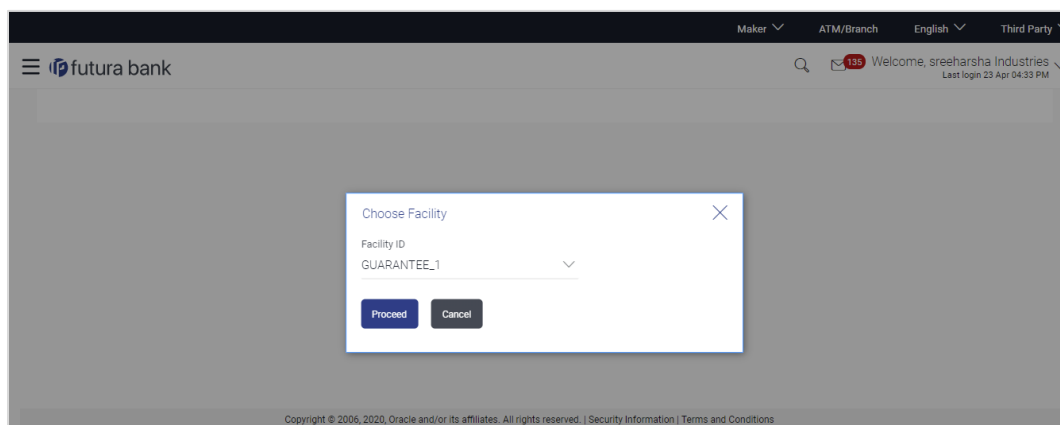 Maker ATM/Branch English Third Party
futura bank 135 Welcome, sreeharsha Industries
Last login 23 Apr 04:33 PM
Choose Facility
Facility ID
GUARANTEE_1
Proceed Cancel
Copyright © 2006, 2020, Oracle and/or its affiliates. All rights reserved. | Security Information | Terms and Conditions